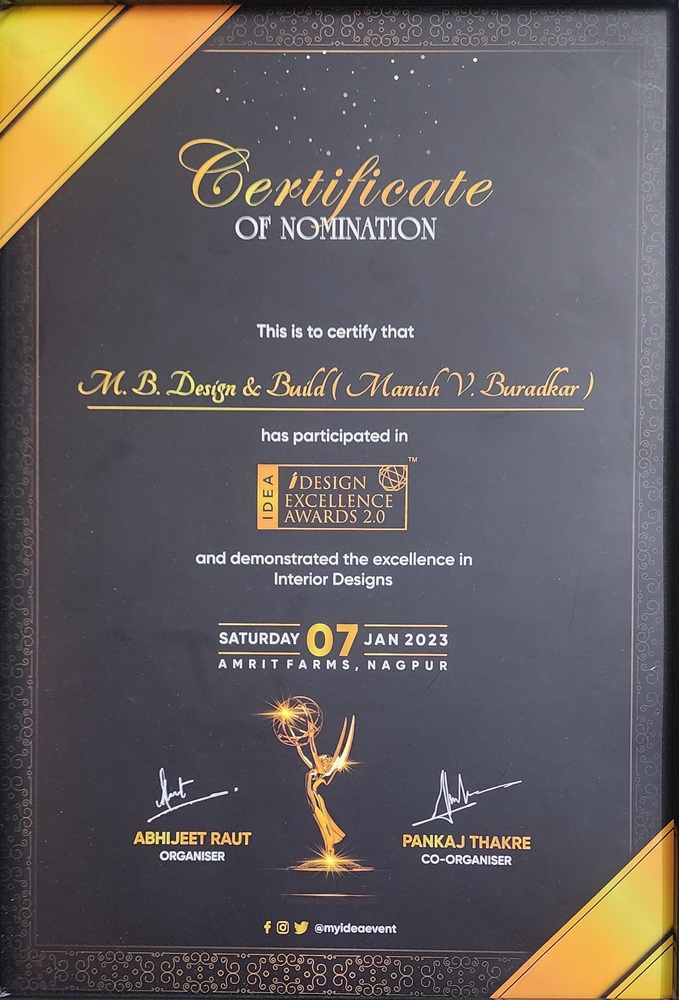 Certificate
OF NOMINATION
This is to certify that
M. B. Design & Build ( Manish V. Buradkar )
has participated in
IDEA
iDESIGN
EXCELLENCE
AWARDS 2.0
TM
and demonstrated the excellence in
Interior Designs
SATURDAY 07 JAN 2023
AMRIT FARMS, NAGPUR
ABHIJEET RAUT
ORGANISER
PANKAJ THAKRE
CO-ORGANISER
@myideaevent